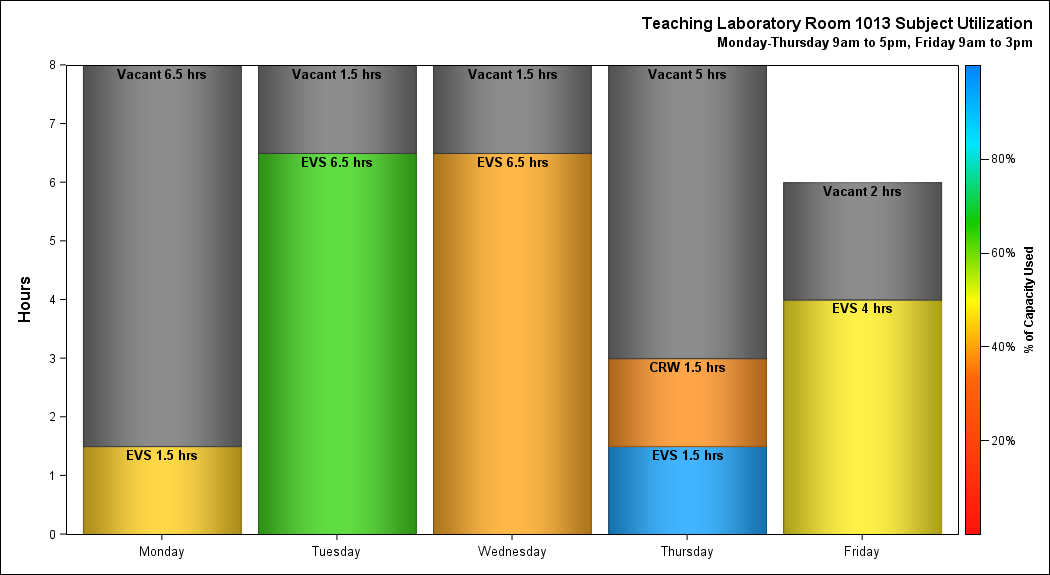 Teaching Laboratory Room 1013 Subject Utilization
Monday-Thursday 9am to 5pm, Friday 9am to 3pm
Hours
8
7
6
5
4
3
2
1
0
Vacant 6.5 hrs
EVS 1.5 hrs
Vacant 1.5 hrs
EVS 6.5 hrs
Vacant 1.5 hrs
EVS 6.5 hrs
Vacant 5 hrs
CRW 1.5 hrs
EVS 1.5 hrs
Vacant 2 hrs
EVS 4 hrs
Monday
Tuesday
Wednesday
Thursday
Friday
80%
60%
40%
20%
% of Capacity Used